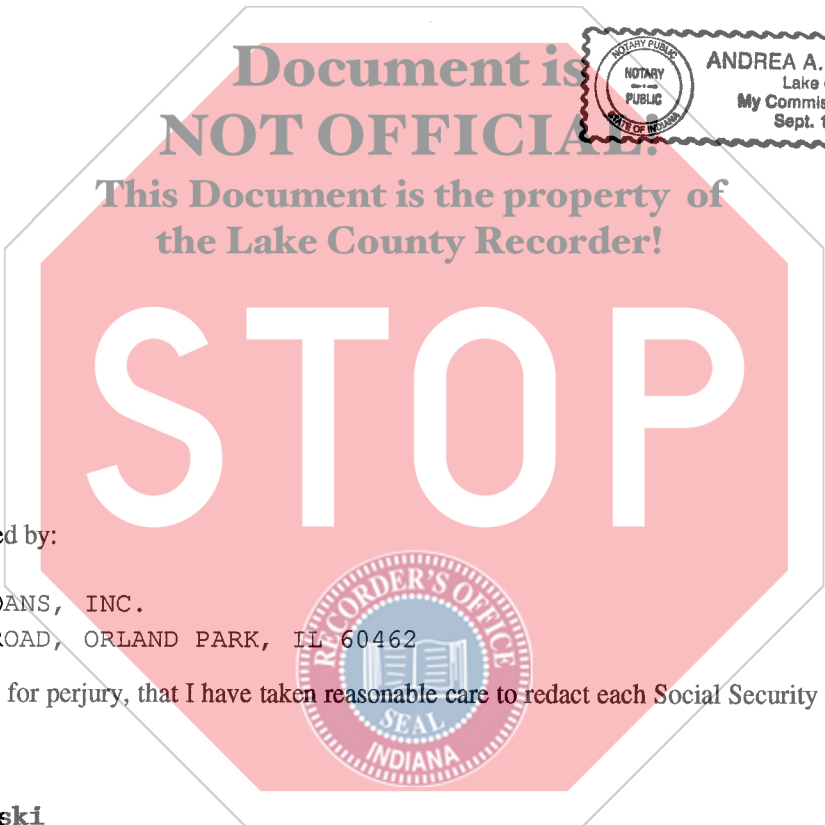 Document is
NOT OFFICIAL!
This Document is the property of
the Lake County Recorder!
NOTARY PUBLIC
NOTARY
PUBLIC
STATE OF INDIANA
ANDREA A.
Lake
My Commis
Sept. 1
STOP
ed by:
OANS, INC.
ROAD, ORLAND PARK, IL 60462
RECORDER'S OFFICE
SEAL
INDIANA
for perjury, that I have taken reasonable care to redact each Social Security
ski